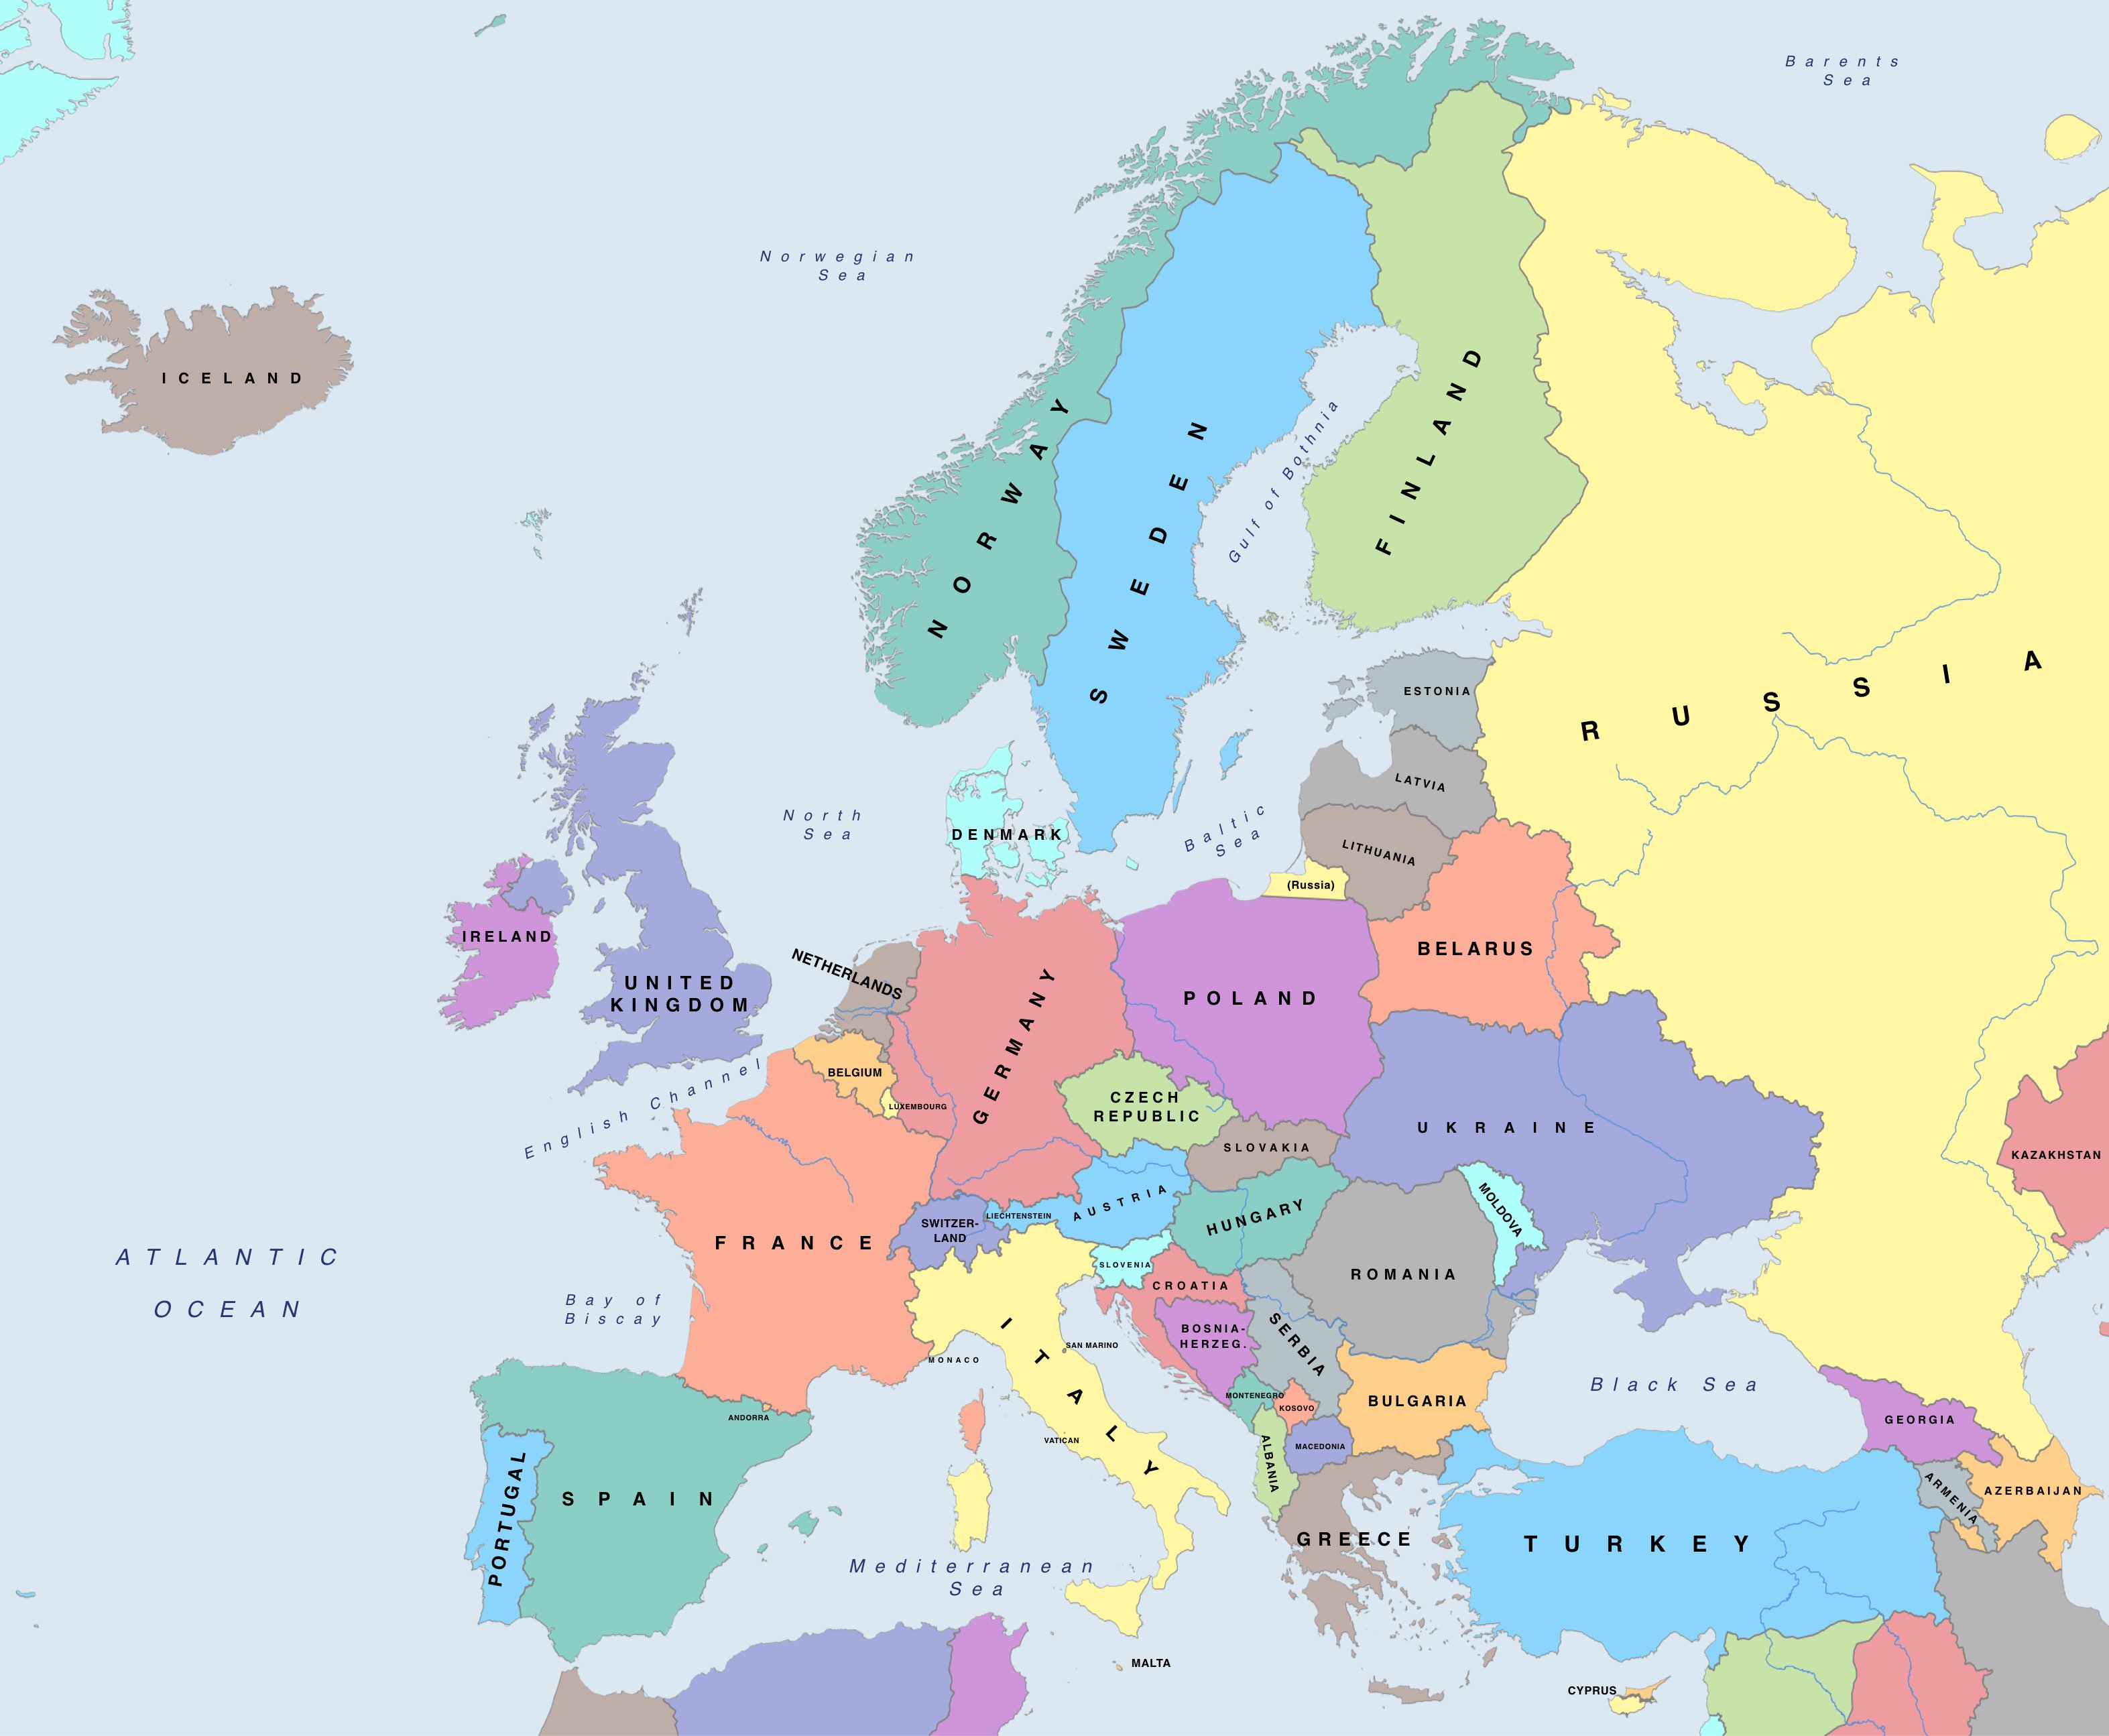 Barents
Sea
Norwegian
Sea
ICELAND
NORWAY
SWEDEN
FINLAND
Gulf of Bothnia
RUSSIA
ESTONIA
LATVIA
LITHUANIA
(Russia)
Baltic
Sea
North
Sea
DENMARK
IRELAND
UNITED
KINGDOM
NETHERLANDS
BELGIUM
LUXEMBOURG
GERMANY
POLAND
BELARUS
English Channel
CZECH
REPUBLIC
SLOVAKIA
UKRAINE
KAZAKHSTAN
ATLANTIC
OCEAN
Bay of
Biscay
FRANCE
SWITZER-
LAND
LIECHTENSTEIN
AUSTRIA
HUNGARY
MOLDOVA
ROMANIA
SLOVENIA
CROATIA
BOSNIA-
HERZEG.
SERBIA
ITALY
SAN MARINO
MONACO
MONTENEGRO
KOSOVO
BULGARIA
Black Sea
GEORGIA
ANDORRA
VATICAN
ALBANIA
MACEDONIA
PORTUGAL
SPAIN
GREECE
TURKEY
ARMENIA
AZERBAIJAN
Mediterranean
Sea
MALTA
CYPRUS